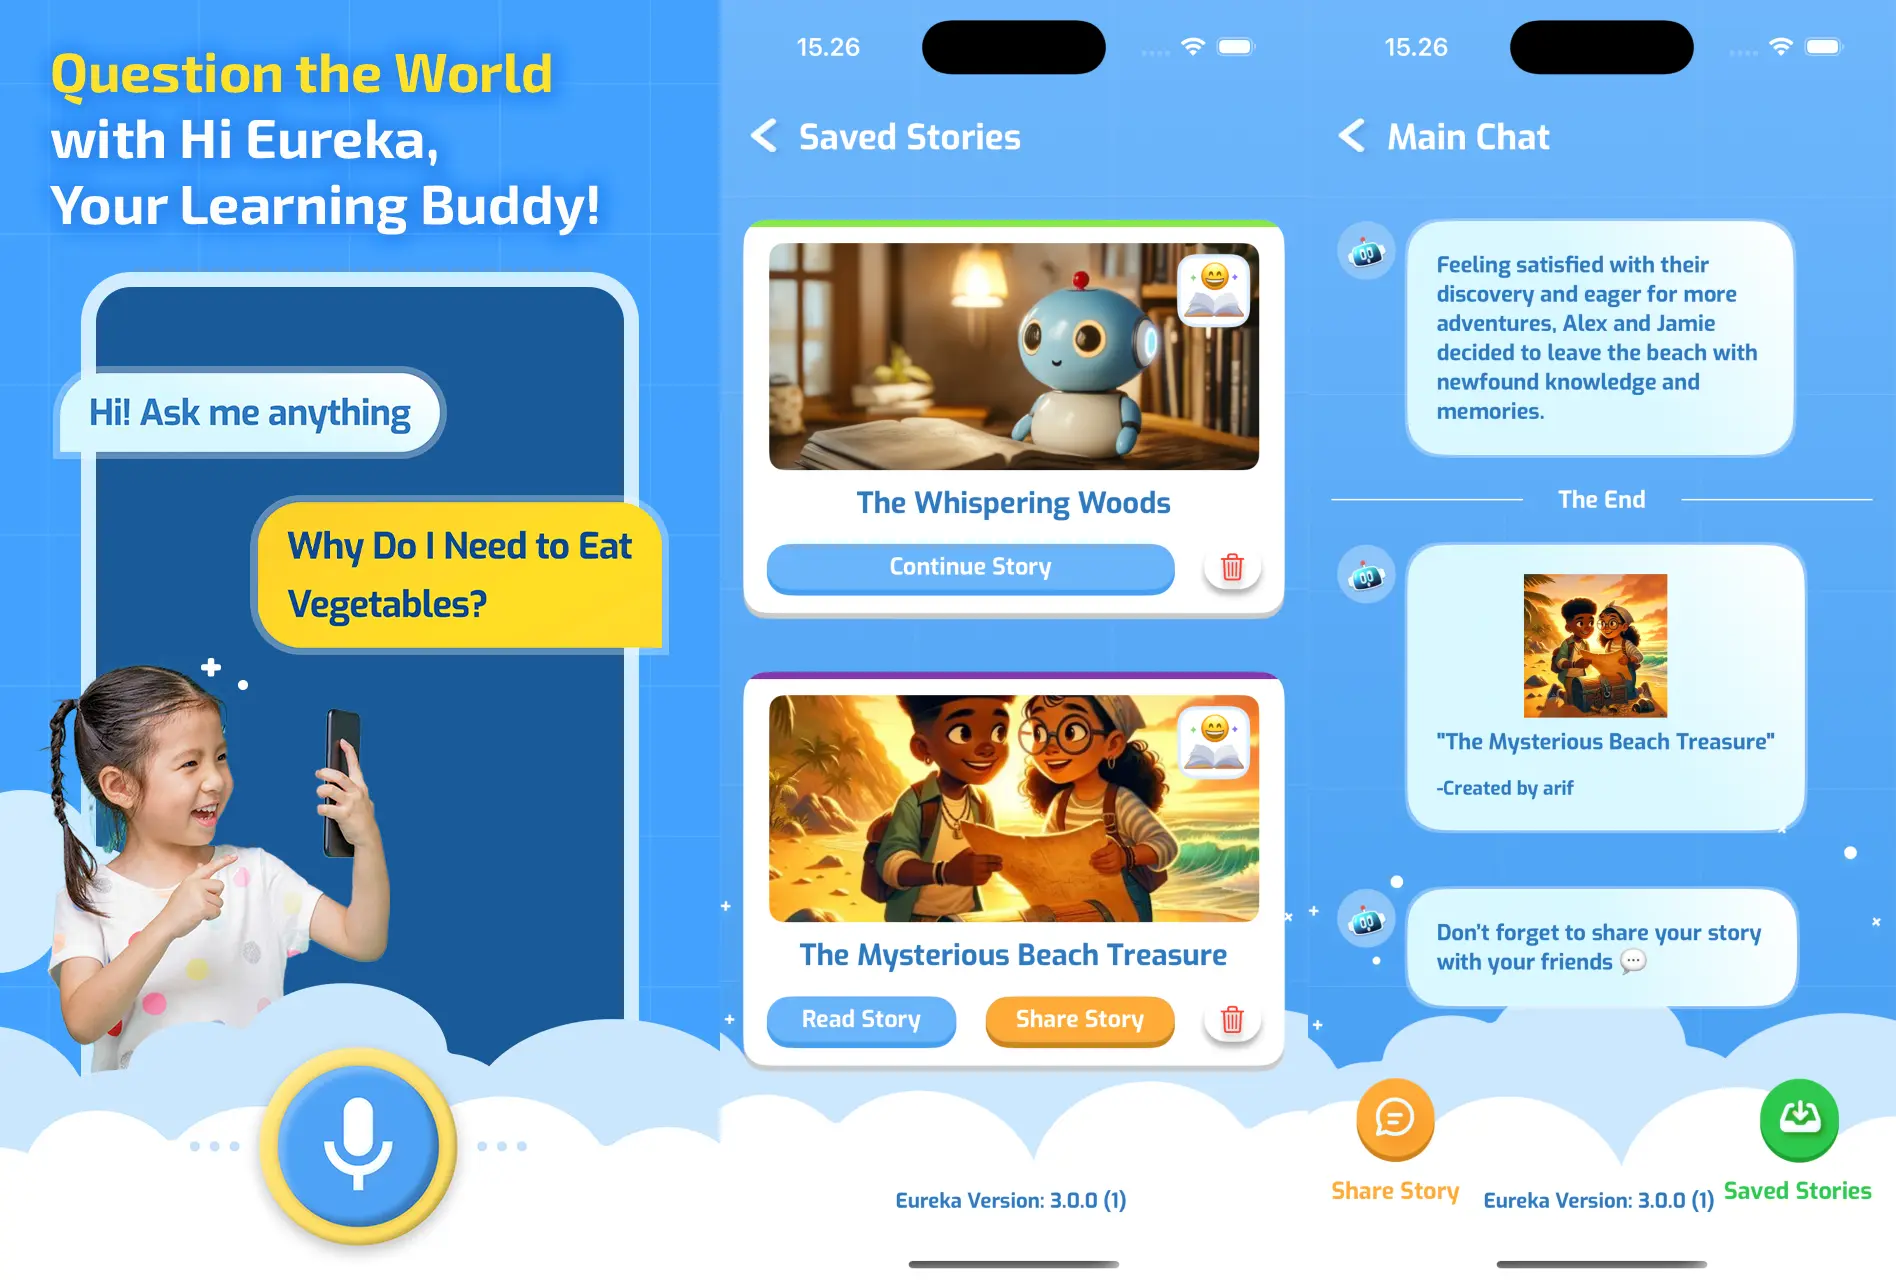 Question the World
with Hi Eureka,
Your Learning Buddy!
Hi! Ask me anything
Why Do I Need to Eat
Vegetables?
15.26
Saved Stories
The Whispering Woods
Continue Story
The Mysterious Beach Treasure
Read Story
Share Story
Eureka Version: 3.0.0 (1)
15.26
Main Chat
Feeling satisfied with their
discovery and eager for more
adventures, Alex and Jamie
decided to leave the beach with
newfound knowledge and
memories.
The End
"The Mysterious Beach Treasure"
-Created by arif
Don't forget to share your story
with your friends 💬
Share Story
Eureka Version: 3.0.0 (1)
Saved Stories